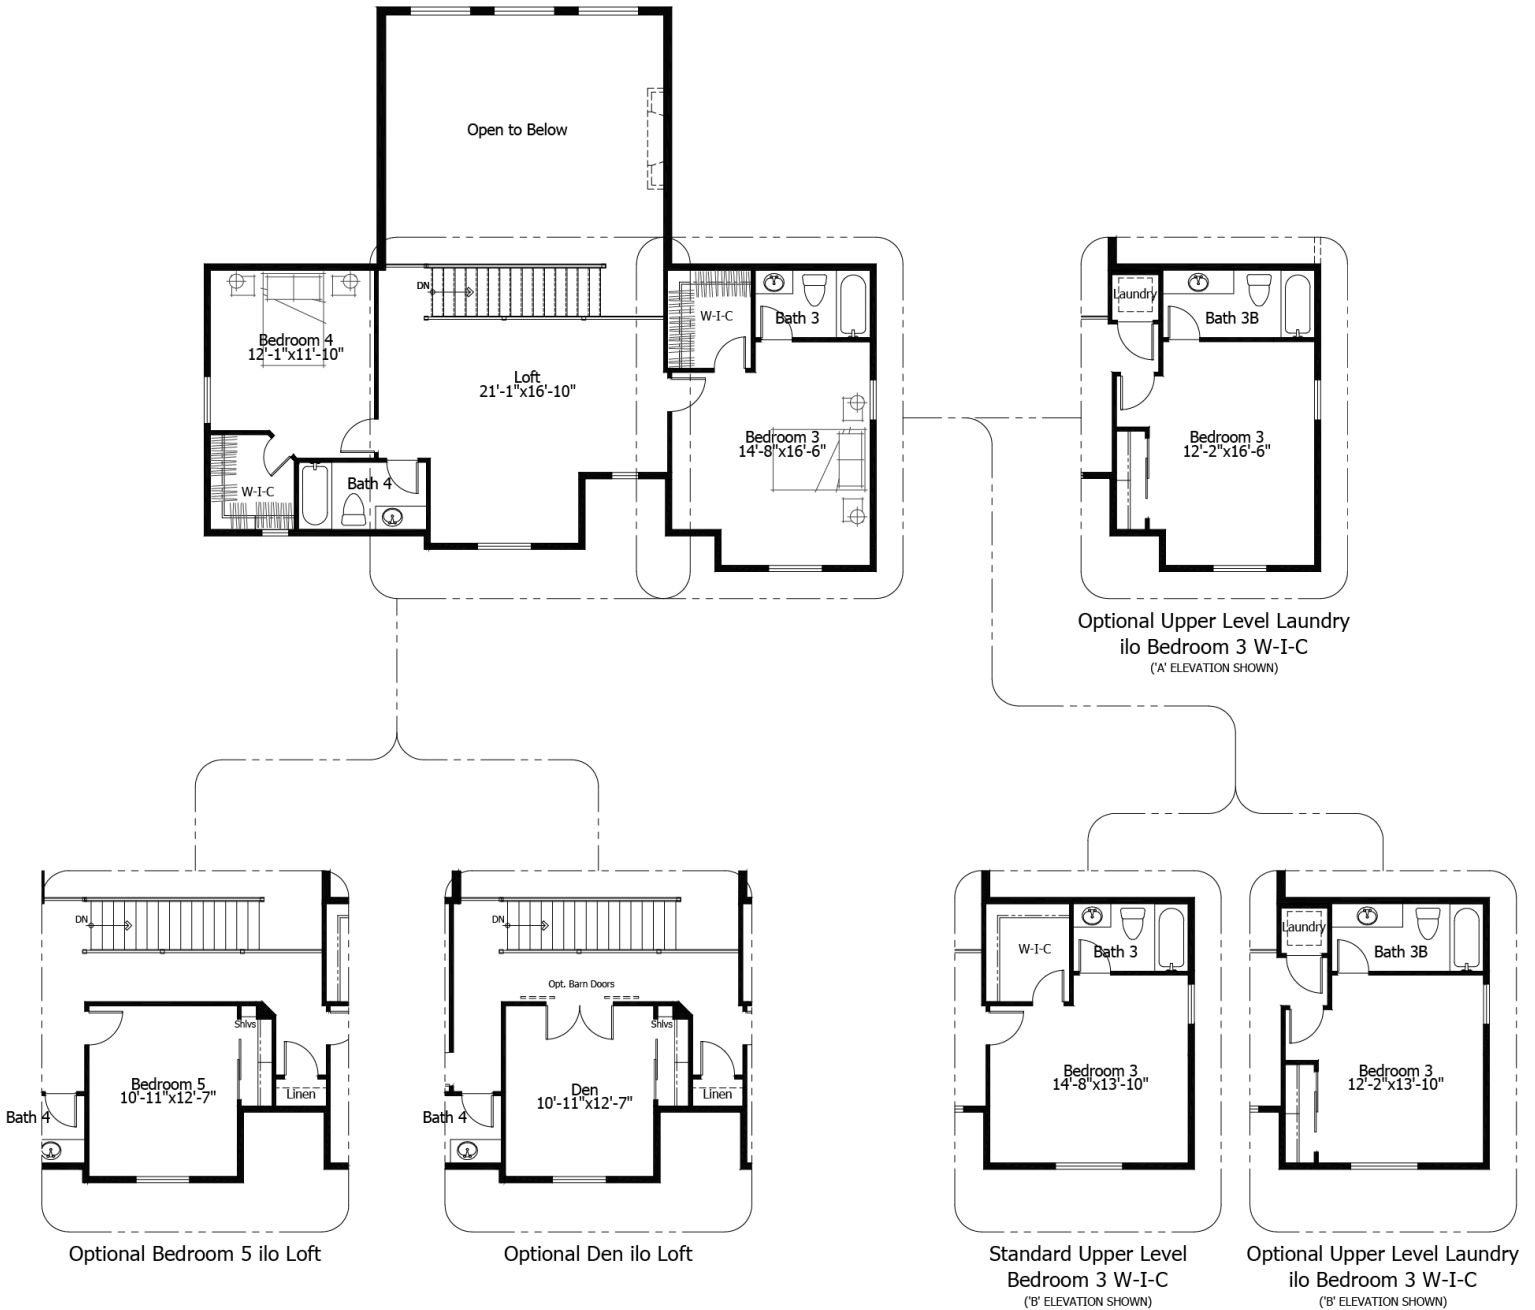 Open to Below
DN
Bedroom 4
12'-1"x11'-10"
W-I-C
Bath 4
Loft
21'-1"x16'-10"
W-I-C
Bath 3
Bedroom 3
14'-8"x16'-6"
Laundry
Bath 3B
Bedroom 3
12'-2"x16'-6"
Optional Upper Level Laundry
ilo Bedroom 3 W-I-C
('A' ELEVATION SHOWN)
DN
Shlvs
Bedroom 5
10'-11"x12'-7"
Linen
Bath 4
Optional Bedroom 5 ilo Loft
DN
Opt. Barn Doors
Shlvs
Den
10'-11"x12'-7"
Linen
Bath 4
Optional Den ilo Loft
W-I-C
Bath 3
Bedroom 3
14'-8"x13'-10"
Standard Upper Level
Bedroom 3 W-I-C
('B' ELEVATION SHOWN)
Laundry
Bath 3B
Bedroom 3
12'-2"x13'-10"
Optional Upper Level Laundry
ilo Bedroom 3 W-I-C
('B' ELEVATION SHOWN)